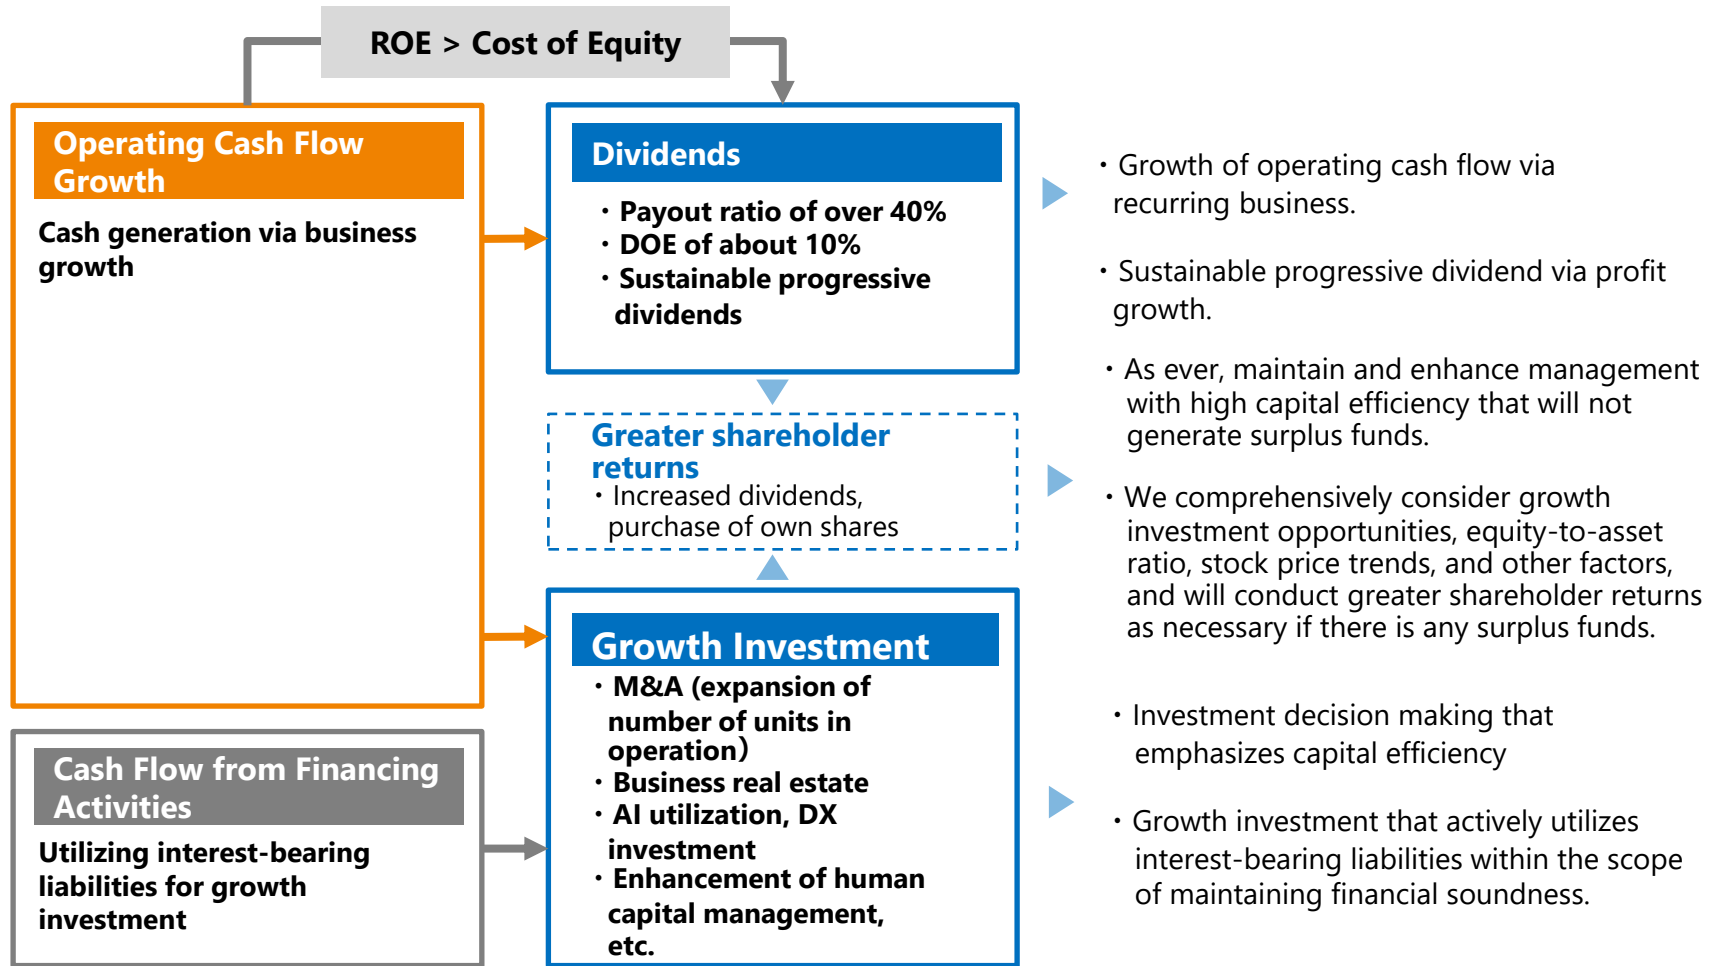 ROE > Cost of Equity
Operating Cash Flow
Growth
Cash generation via business
growth
Cash Flow from Financing
Activities
Utilizing interest-bearing
liabilities for growth
investment
Dividends
・Payout ratio of over 40%
・DOE of about 10%
・Sustainable progressive
dividends
Greater shareholder
returns
・Increased dividends,
purchase of own shares
Growth Investment
・M&A (expansion of
number of units in
operation）
・Business real estate
・AI utilization, DX
investment
・Enhancement of human
capital management,
etc.
・Growth of operating cash flow via
recurring business.
・Sustainable progressive dividend via profit
growth.
・As ever, maintain and enhance management
with high capital efficiency that will not
generate surplus funds.
・We comprehensively consider growth
investment opportunities, equity-to-asset
ratio, stock price trends, and other factors,
and will conduct greater shareholder returns
as necessary if there is any surplus funds.
・Investment decision making that
emphasizes capital efficiency
・Growth investment that actively utilizes
interest-bearing liabilities within the scope
of maintaining financial soundness.